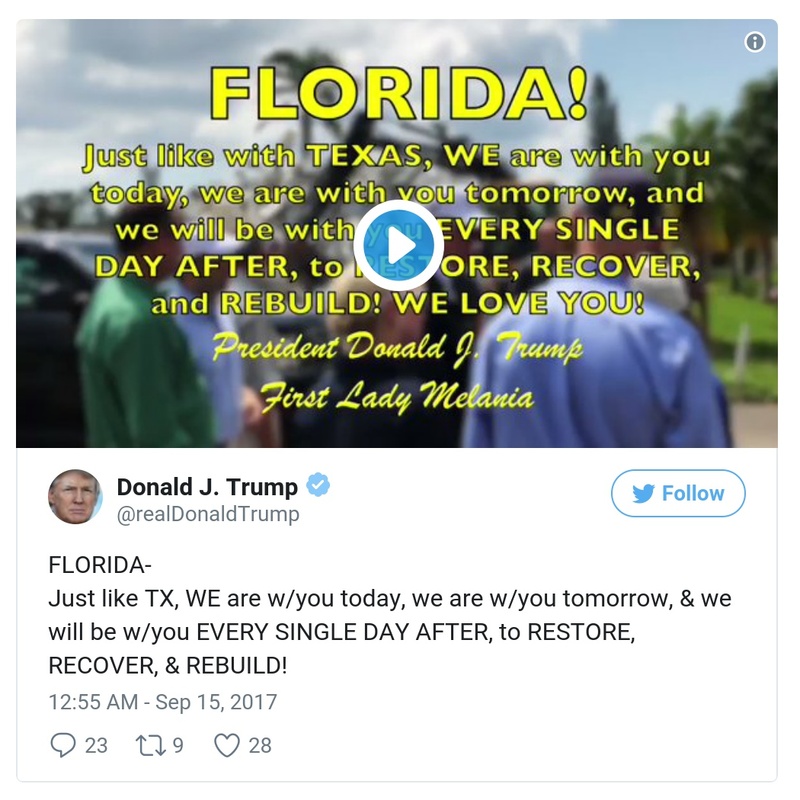 FLORIDA!
Just like with TEXAS, WE are with you
today, we are with you tomorrow, and
we will be with you EVERY SINGLE
DAY AFTER, to RESTORE, RECOVER,
and REBUILD! WE LOVE YOU!
President Donald J. Trump
First Lady Melania
Donald J. Trump
@realDonaldTrump
Follow
FLORIDA-
Just like TX, WE are w/you today, we are w/you tomorrow, & we
will be w/you EVERY SINGLE DAY AFTER, to RESTORE,
RECOVER, & REBUILD!
12:55 AM - Sep 15, 2017
23 9 28